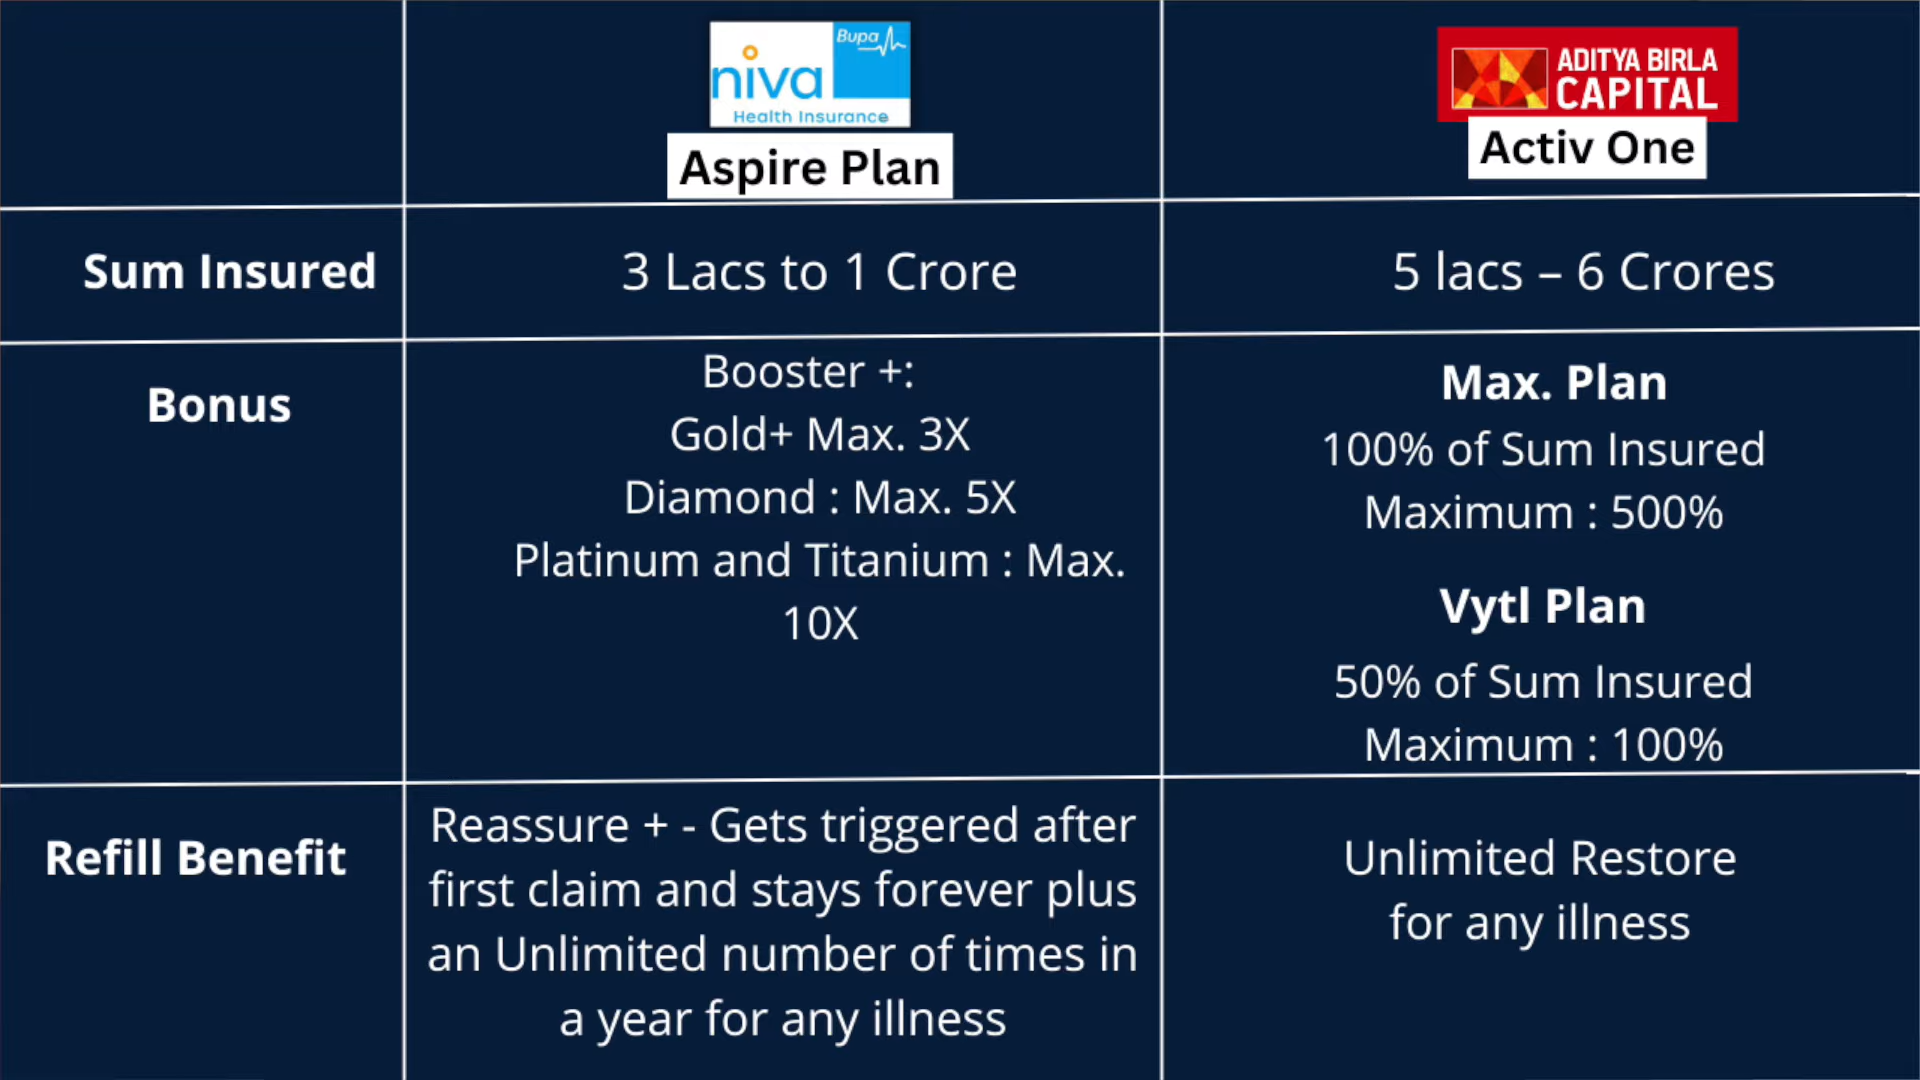 niva
Bupa
Health Insurance
Aspire Plan
ADITYA BIRLA
CAPITAL
Activ One
Sum Insured
3 Lacs to 1 Crore
5 lacs – 6 Crores
Bonus
Booster +:
Gold+ Max. 3X
Diamond : Max. 5X
Platinum and Titanium : Max.
10X
Max. Plan
100% of Sum Insured
Maximum : 500%
Vytl Plan
50% of Sum Insured
Maximum : 100%
Refill Benefit
Reassure + - Gets triggered after
first claim and stays forever plus
an Unlimited number of times in
a year for any illness
Unlimited Restore
for any illness